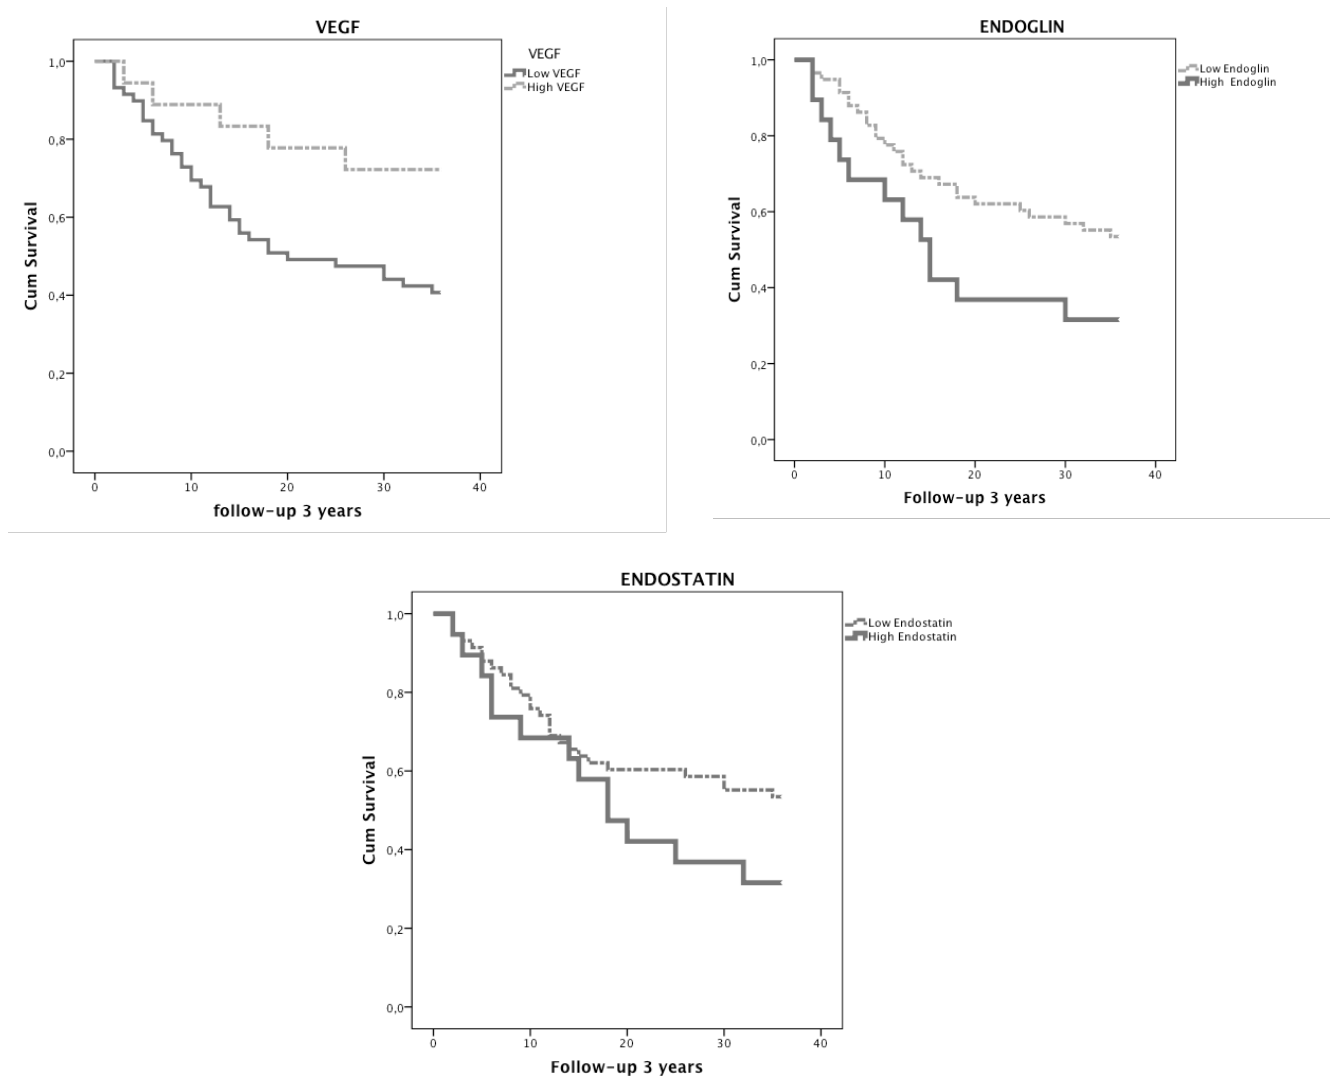 VEGF
VEGF
Low VEGF
High VEGF
1,0
0,8
0,6
0,4
0,2
0,0
Cum Survival
0 10 20 30 40
follow-up 3 years
ENDOGLIN
Low Endoglin
High Endoglin
1,0
0,8
0,6
0,4
0,2
0,0
Cum Survival
0 10 20 30 40
Follow-up 3 years
ENDOSTATIN
Low Endostatin
High Endostatin
1,0
0,8
0,6
0,4
0,2
0,0
Cum Survival
0 10 20 30 40
Follow-up 3 years